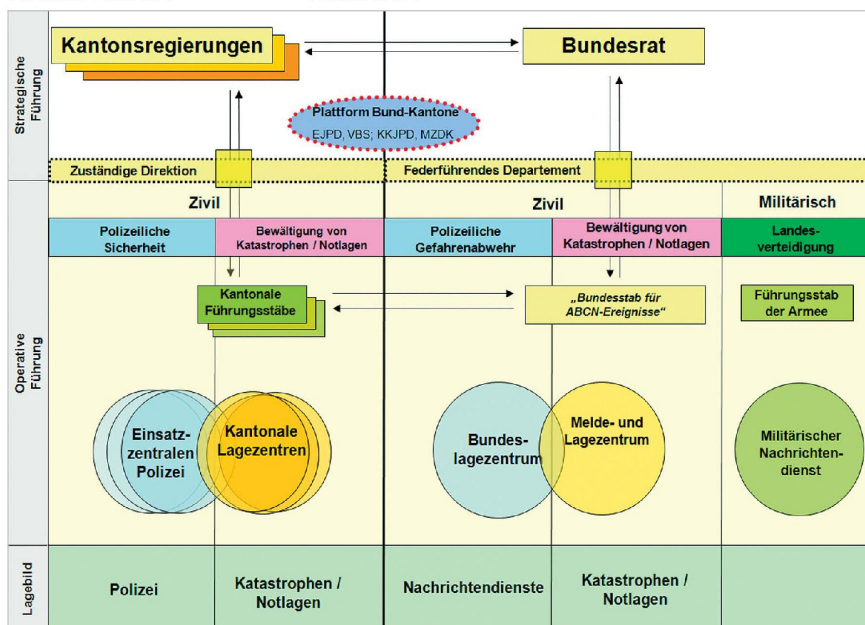 Strategische
Führung
Kantonsregierungen
Bundesrat
Plattform Bund-Kantone
EJPD, VBS; KKJPD, MZDK
Zuständige Direktion
Federführendes Departement
Operative
Führung
Zivil
Zivil
Militärisch
Polizeiliche
Sicherheit
Bewältigung von
Katastrophen / Notlagen
Polizeiliche
Gefahrenabwehr
Bewältigung von
Katastrophen / Notlagen
Landes-
verteidigung
Kantonale
Führungsstäbe
„Bundesstab für
ABCN-Ereignisse“
Führungsstab
der Armee
Einsatz-
zentralen
Polizei
Kantonale
Lagezentren
Bundes-
lagezentrum
Melde- und
Lagezentrum
Militärischer
Nachrichten-
dienst
Lagebild
Polizei
Katastrophen /
Notlagen
Nachrichtendienste
Katastrophen /
Notlagen